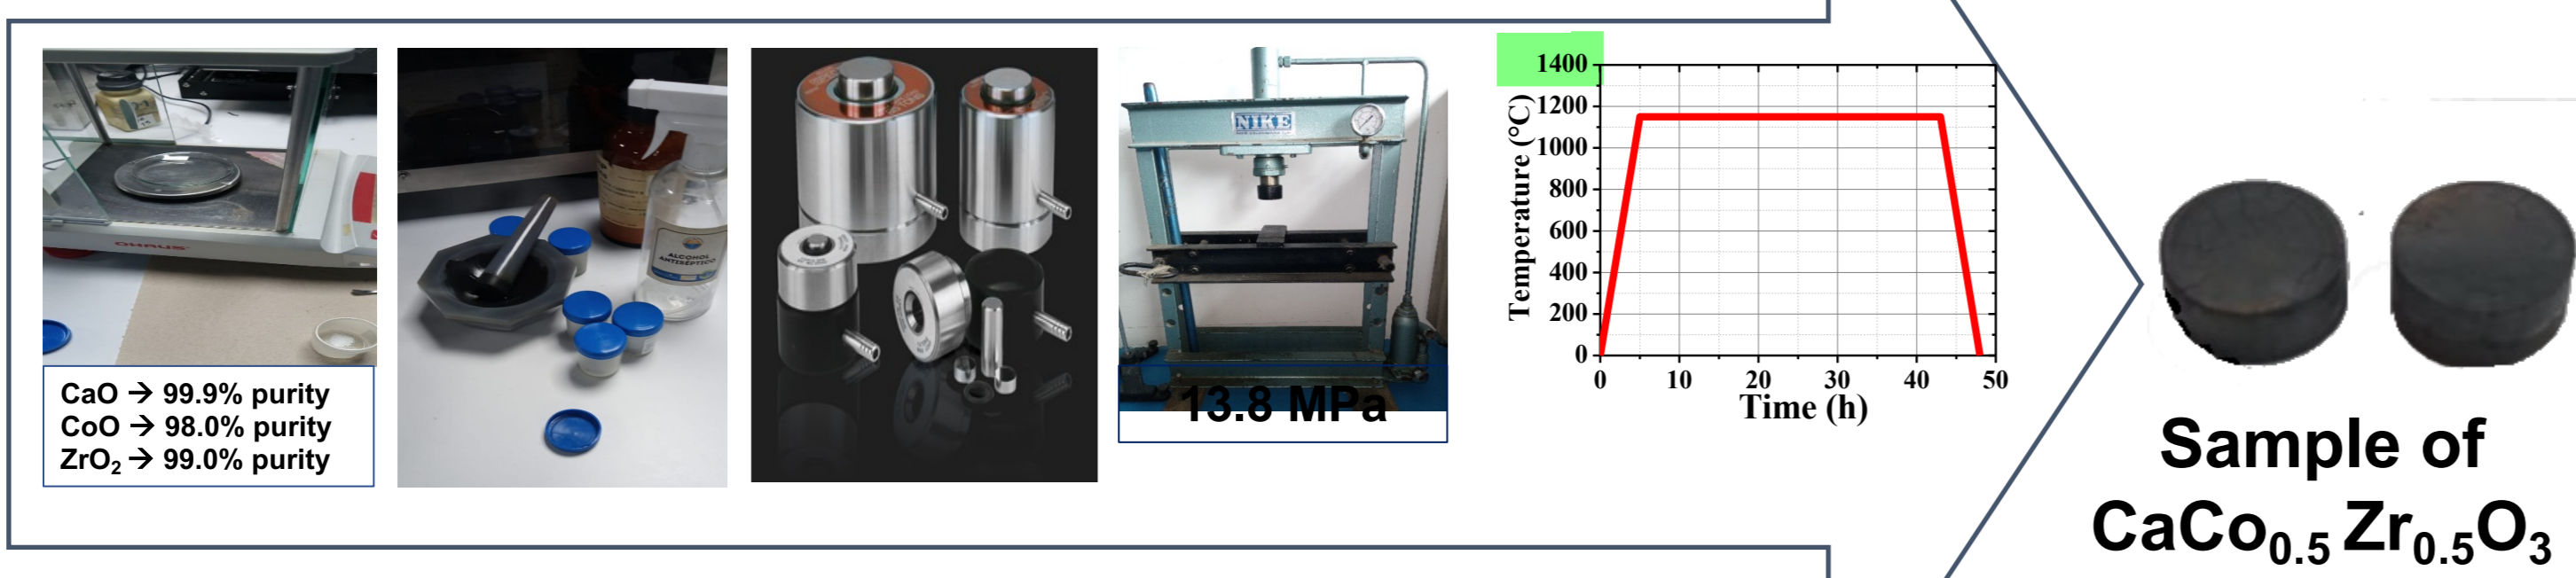 OHAUS
CaO → 99.9% purity
CoO → 98.0% purity
ZrO₂ → 99.0% purity
ALCOHOL
ANTISÉPTICO
NIKE
13.8 MPa
1400
1200
1000
800
600
400
200
0
Temperature (°C)
0 10 20 30 40 50
Time (h)
Sample of
CaCo₀.₅ Zr₀.₅O₃